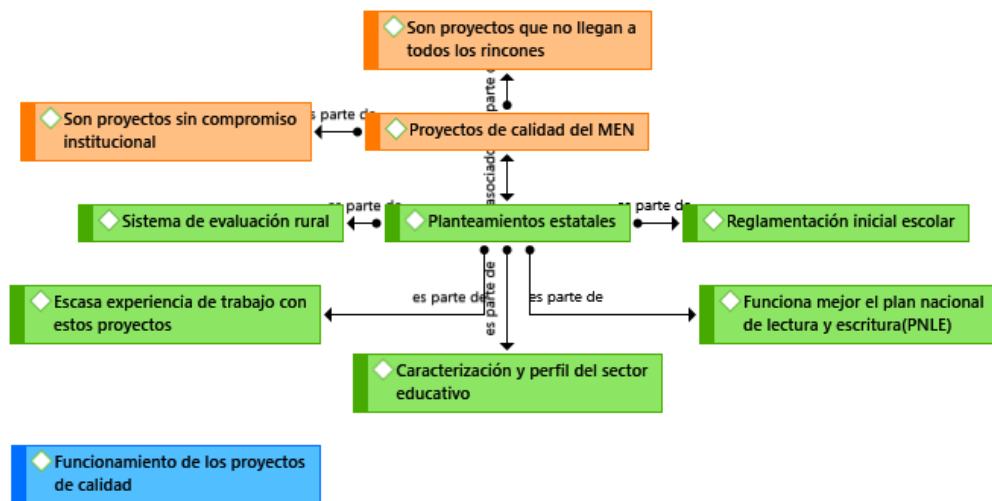 Son proyectos que no llegan a
todos los rincones
es parte de
Son proyectos sin compromiso
institucional
es parte de
Proyectos de calidad del MEN
asociado
Sistema de evaluación rural
es parte de
Planteamientos estatales
es parte de
Reglamentación inicial escolar
Escasa experiencia de trabajo con
estos proyectos
es parte de
es parte de
es parte de
Funciona mejor el plan nacional
de lectura y escritura(PNLE)
Caracterización y perfil del sector
educativo
Funcionamiento de los proyectos
de calidad